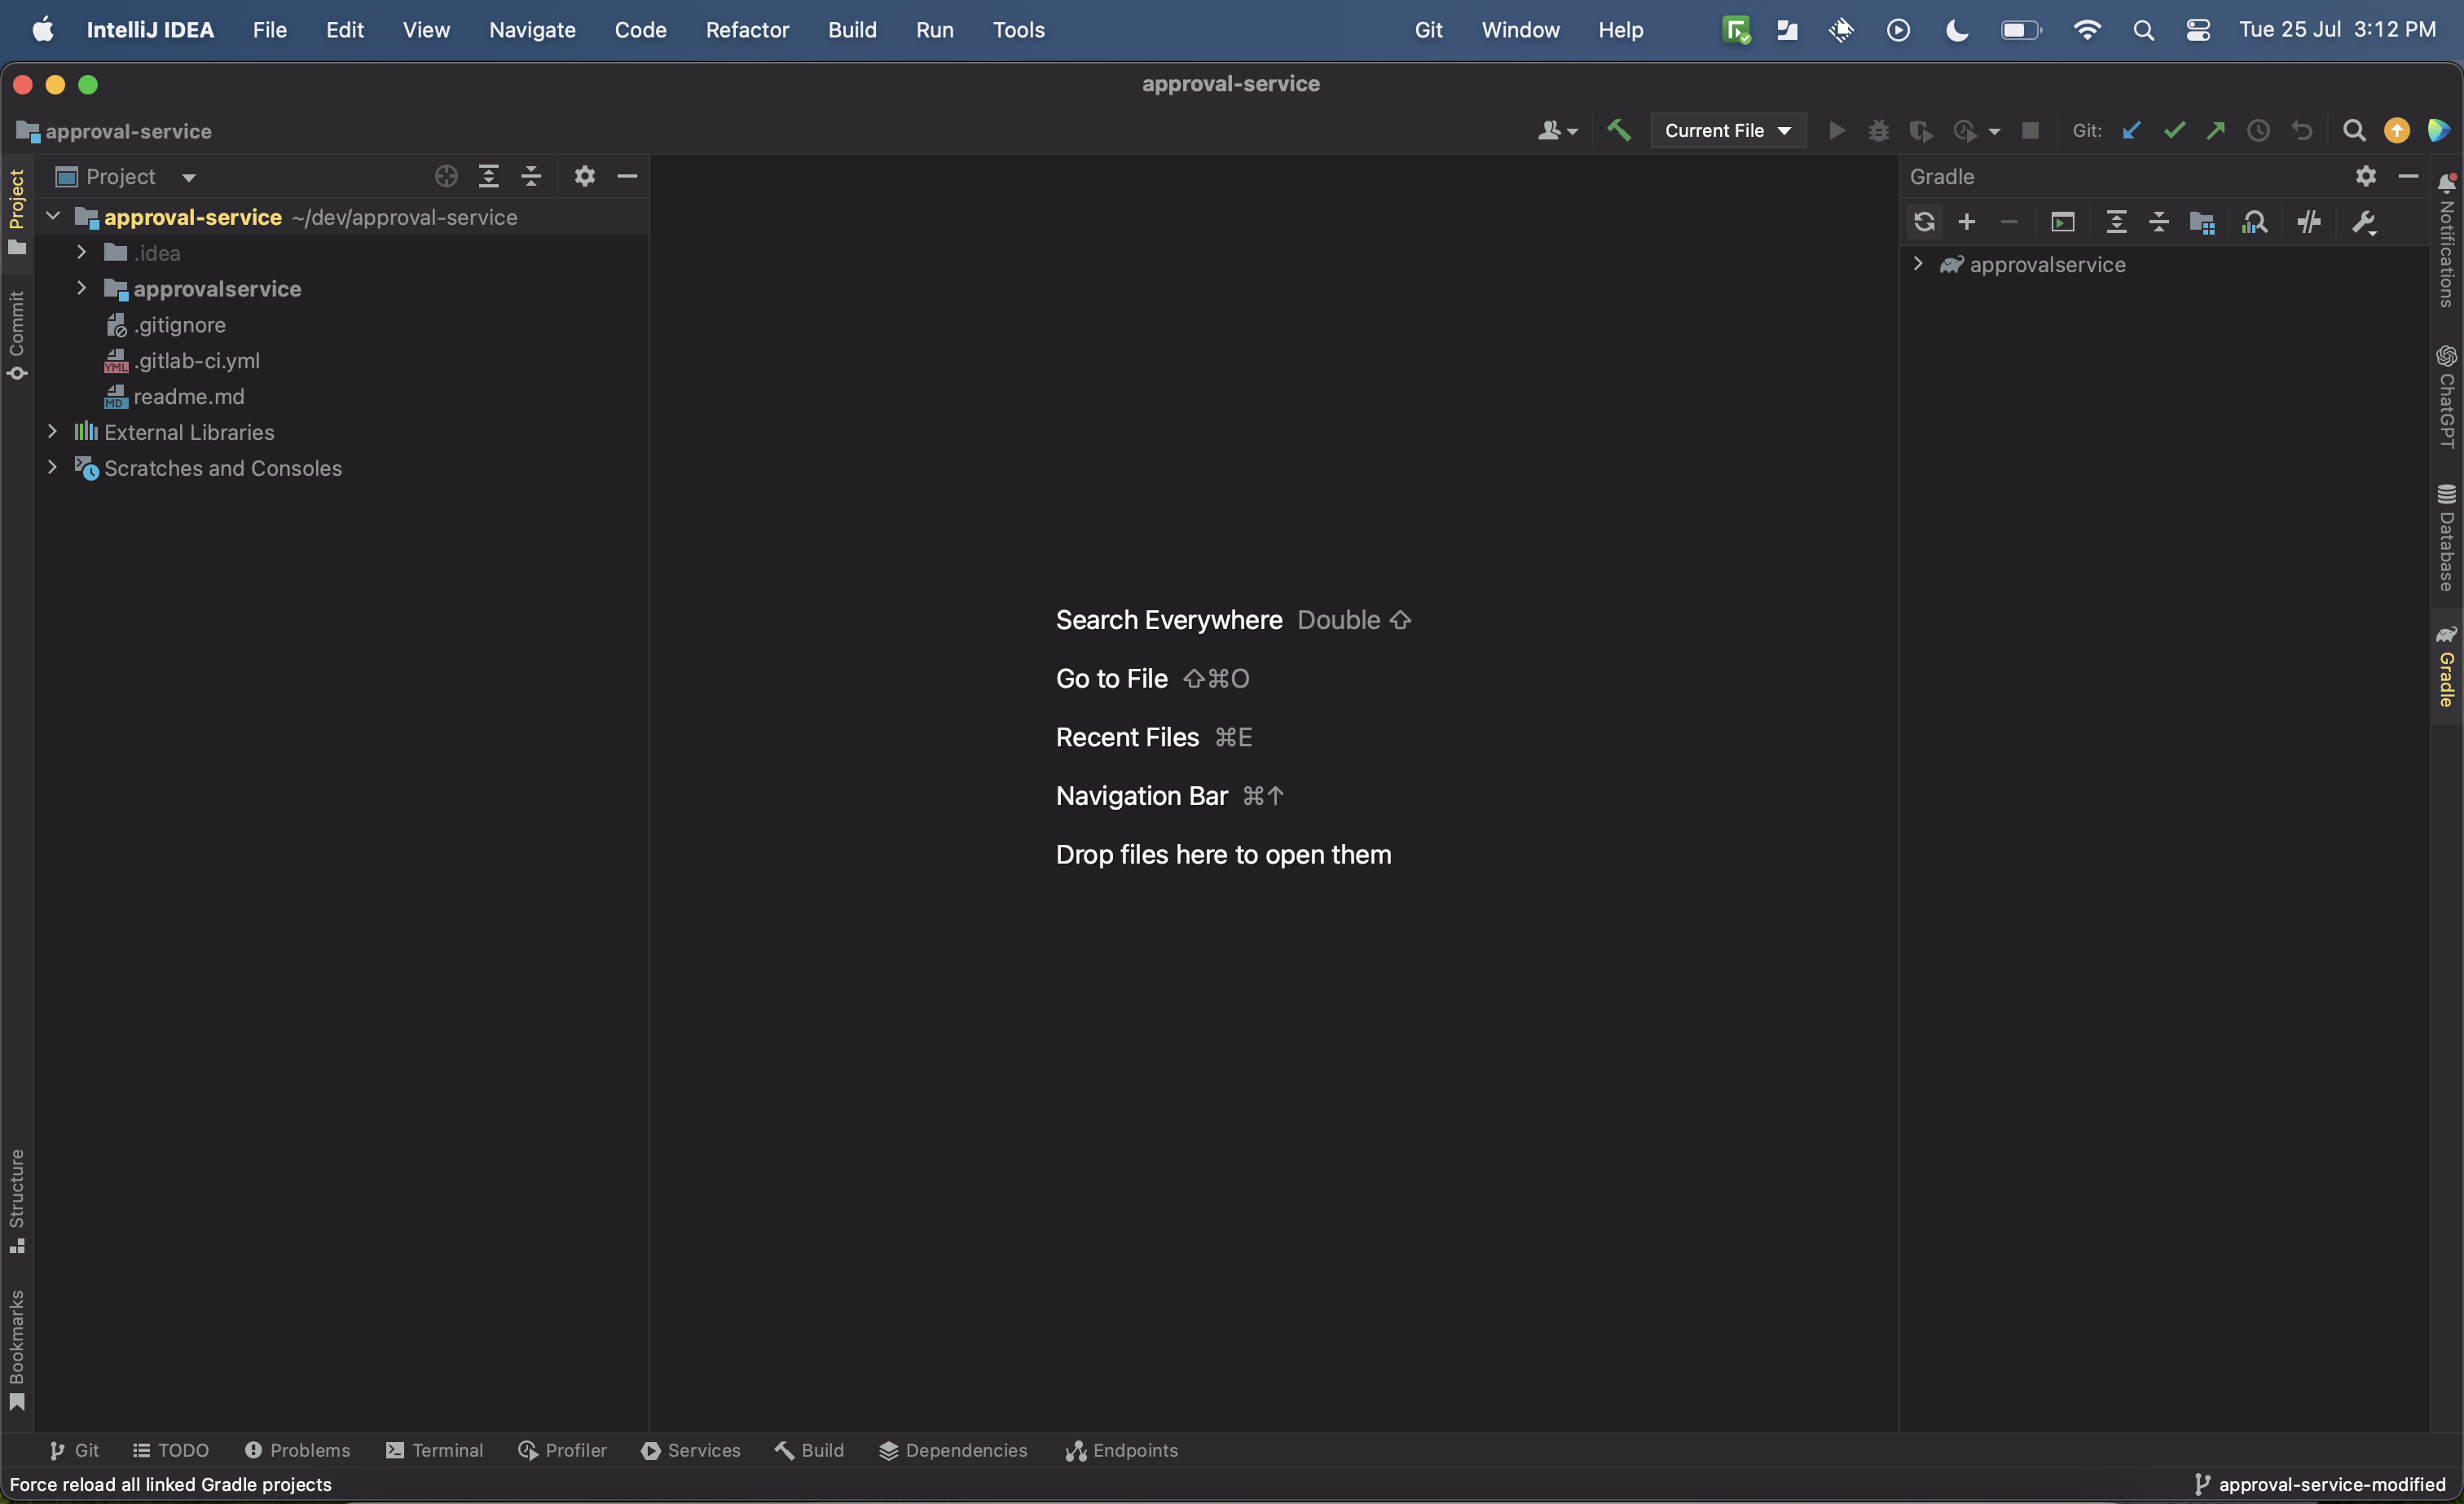 IntelliJ IDEA File Edit View Navigate Code Refactor Build Run Tools Git Window Help Tue 25 Jul 3:12 PM
approval-service
approval-service Current File Git:
Project
approval-service ~/dev/approval-service
.idea
approvalservice
.gitignore
YML .gitlab-ci.yml
MD readme.md
External Libraries
Scratches and Consoles
Project
Commit
Structure
Bookmarks
Search Everywhere Double ⇧
Go to File ⇧⌘O
Recent Files ⌘E
Navigation Bar ⌘↑
Drop files here to open them
Gradle
approvalservice
Notifications
ChatGPT
Database
Gradle
Git TODO Problems Terminal Profiler Services Build Dependencies Endpoints
Force reload all linked Gradle projects approval-service-modified